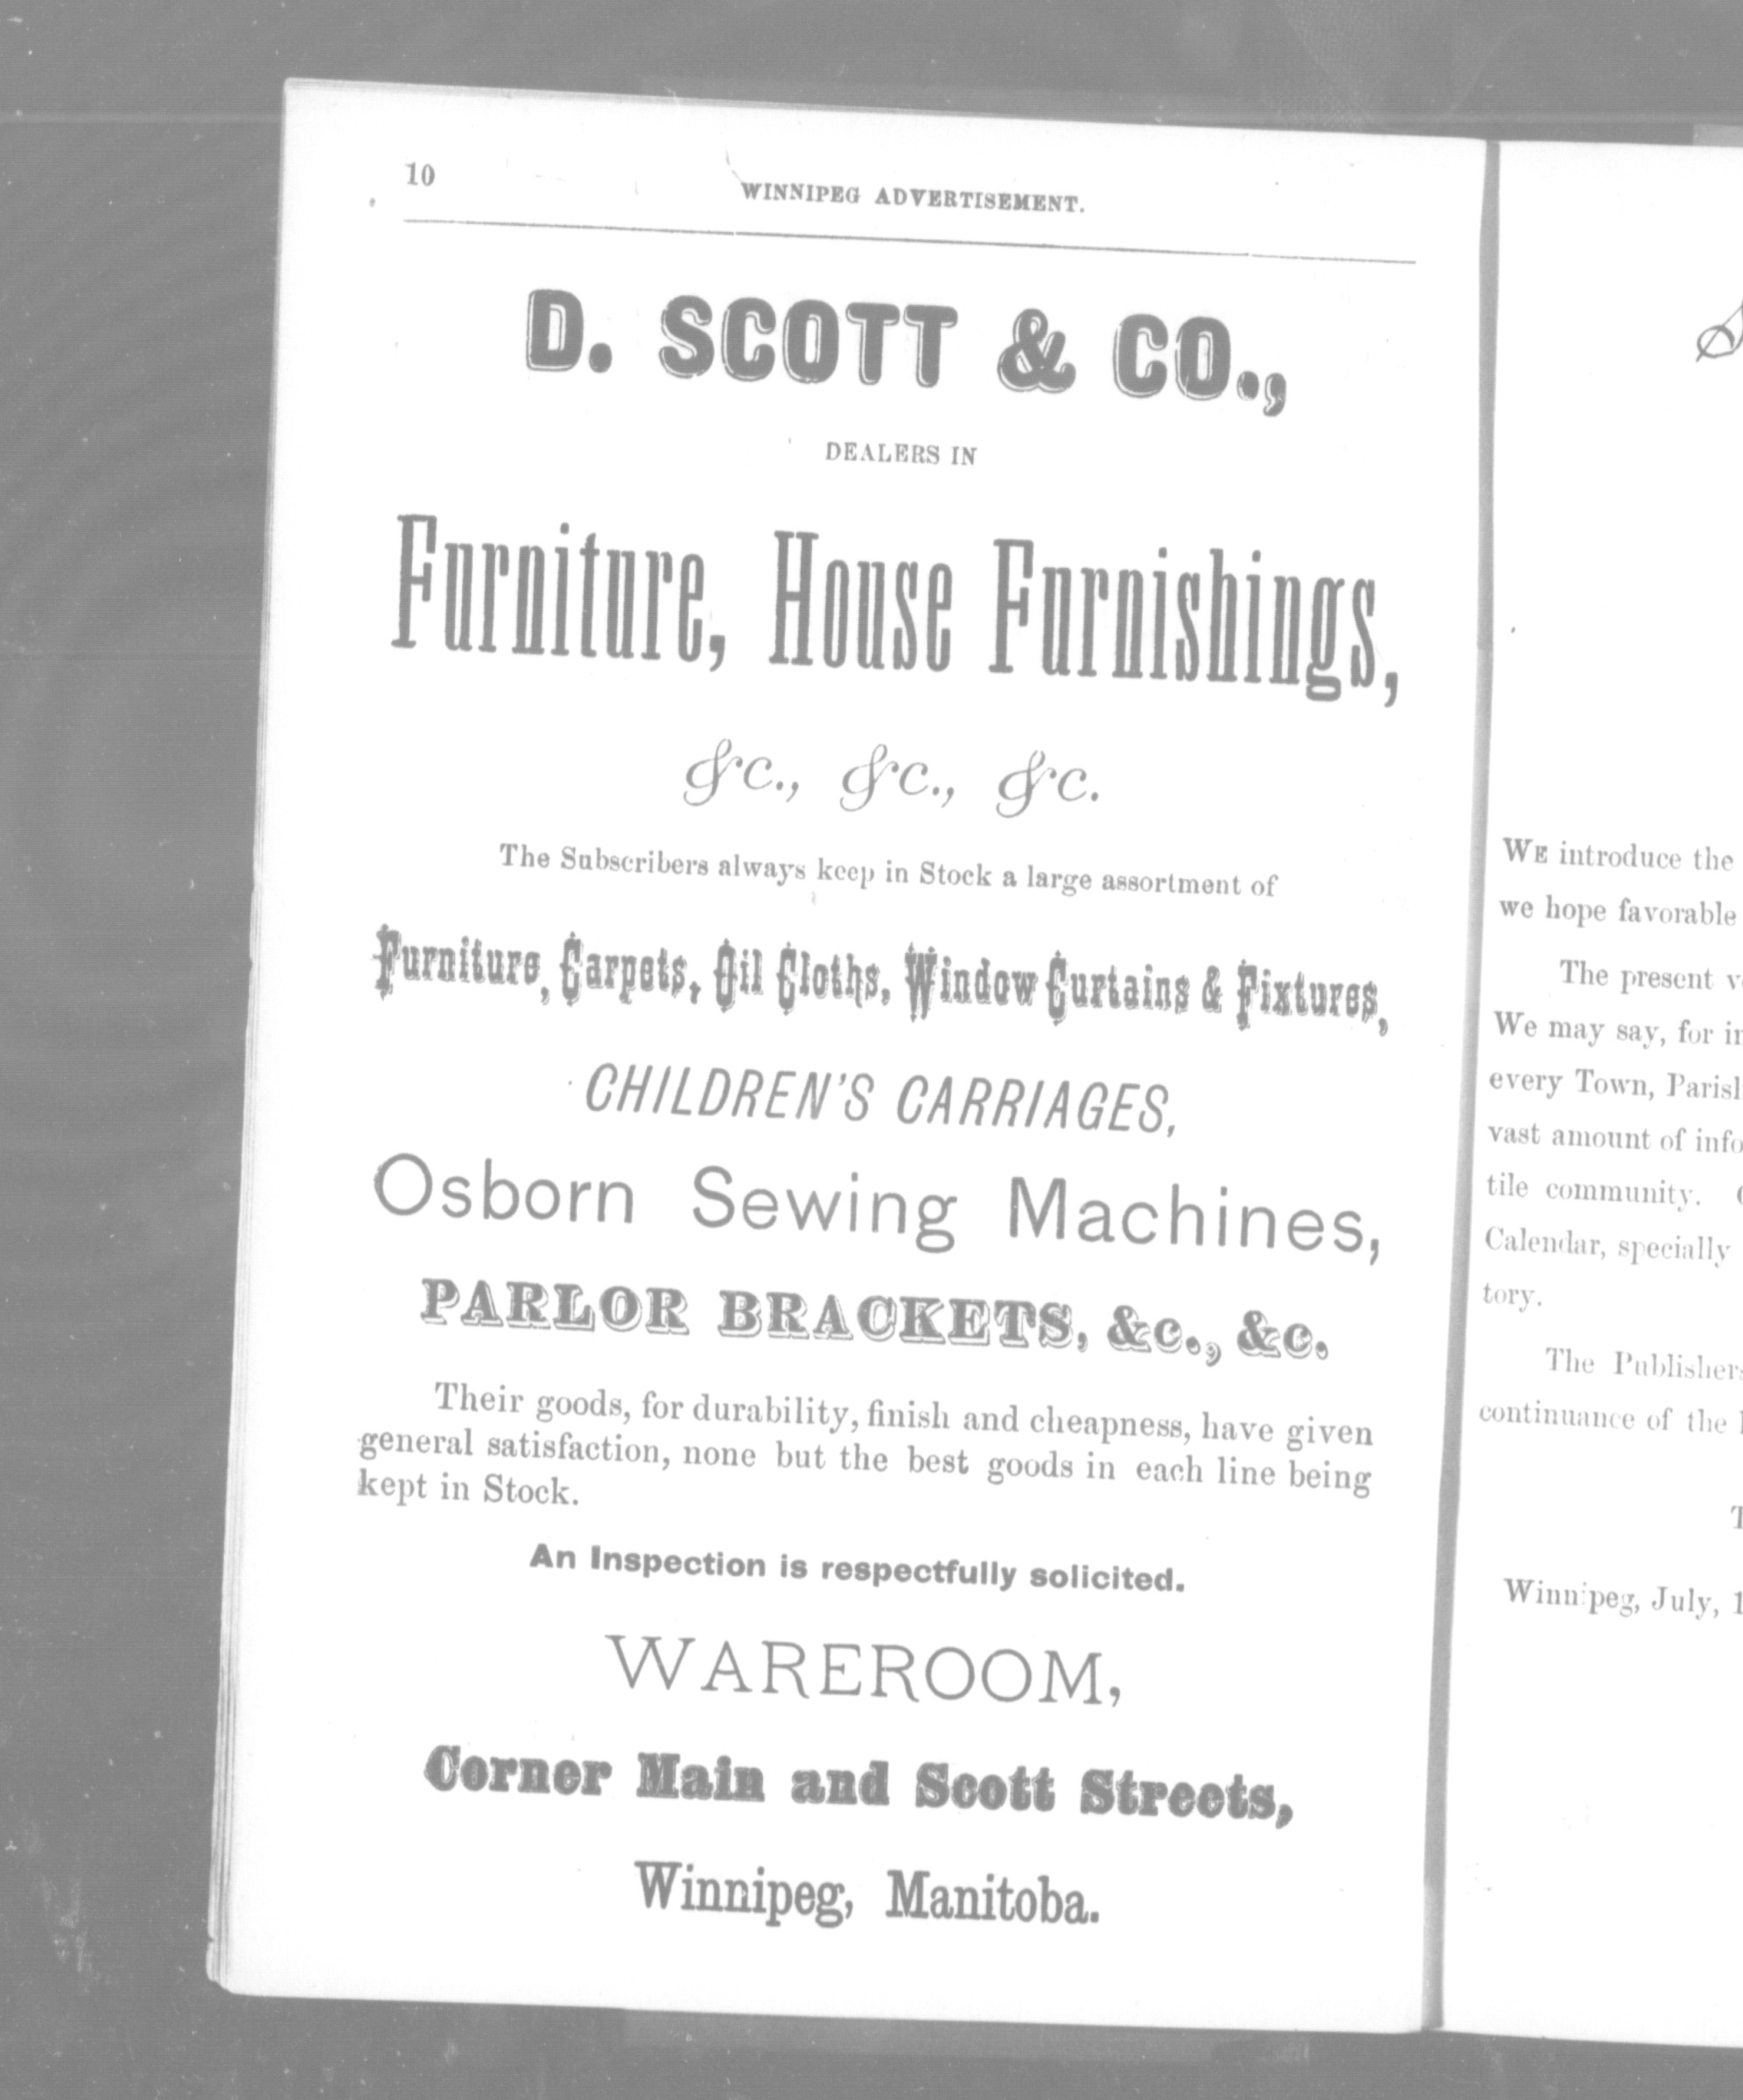 10
WINNIPEG ADVERTISEMENT.
D. SCOTT & CO.,
DEALERS IN
Furniture, House Furnishings,
&c., &c., &c.
The Subscribers always keep in Stock a large assortment of
Furniture, Carpets, Oil Cloths, Window Curtains & Fixtures,
CHILDREN'S CARRIAGES,
Osborn Sewing Machines,
PARLOR BRACKETS, &c., &c.
Their goods, for durability, finish and cheapness, have given
general satisfaction, none but the best goods in each line being
kept in Stock.
An Inspection is respectfully solicited.
WAREROOM,
Corner Main and Scott Streets,
Winnipeg, Manitoba.
WE introduce the
we hope favorable
The present
We may say, for
every Town,
vast amount of
tile community.
Calendar, specially
tory.
The
continuance of the
Winnipeg, July,